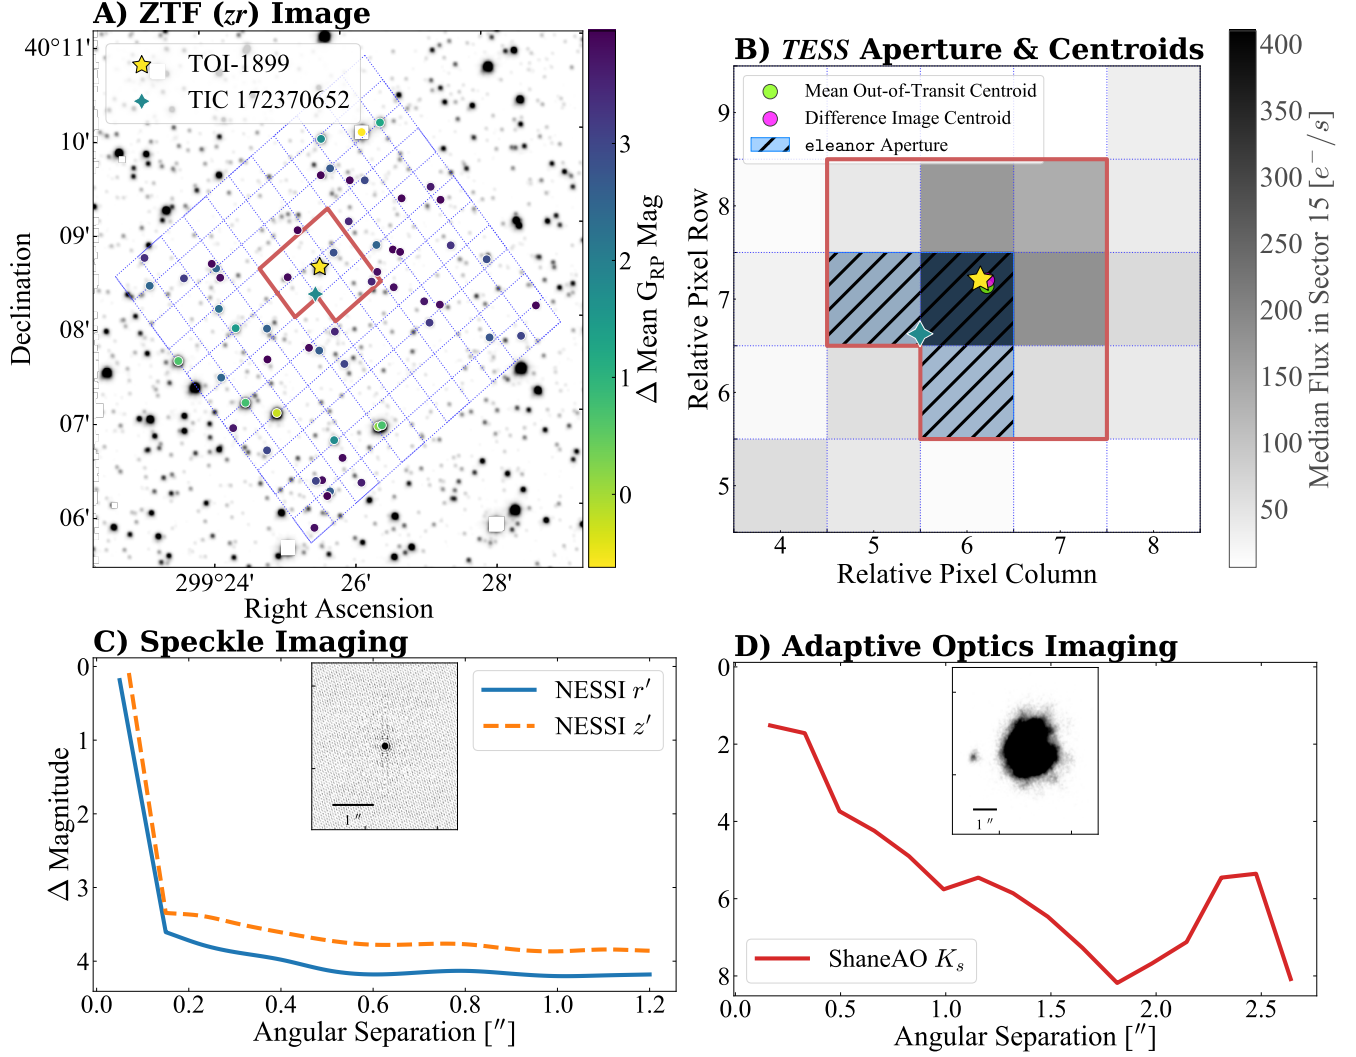 A) ZTF (zr) Image
40°11'
10'
09'
08'
07'
06'
Declination
TOI-1899
TIC 172370652
299°24'
26'
28'
Right Ascension
3
2
1
0
Δ Mean G_RP Mag
B) TESS Aperture & Centroids
9
8
7
6
5
Relative Pixel Row
Mean Out-of-Transit Centroid
Difference Image Centroid
eleanor Aperture
4
5
6
7
8
Relative Pixel Column
400
350
300
250
200
150
100
50
Median Flux in Sector 15 [e⁻/s]
C) Speckle Imaging
0
1
2
3
4
Δ Magnitude
NESSI r′
NESSI z′
1″
0.0
0.2
0.4
0.6
0.8
1.0
1.2
Angular Separation [″]
D) Adaptive Optics Imaging
0
2
4
6
8
1″
ShaneAO K_s
0.0
0.5
1.0
1.5
2.0
2.5
Angular Separation [″]